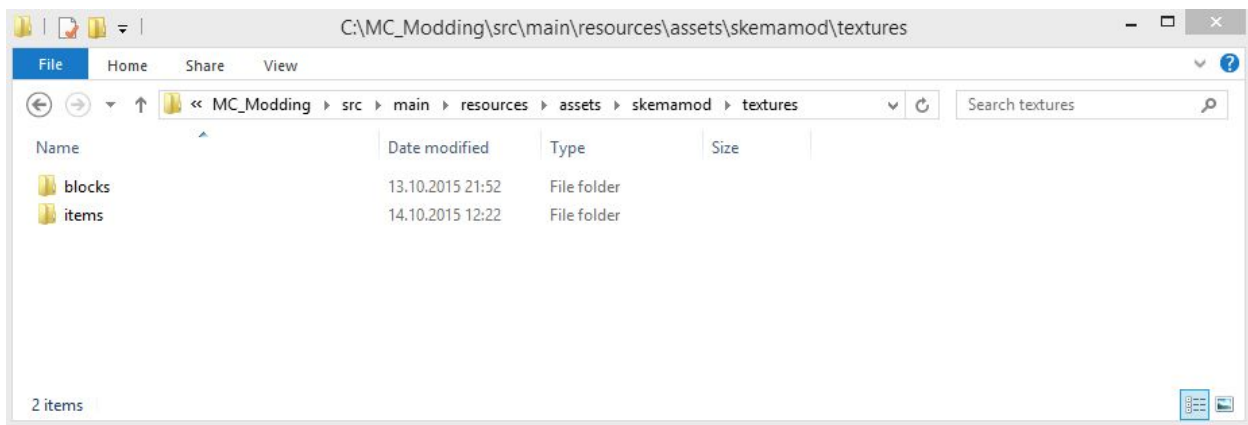 C:\MC_Modding\src\main\resources\assets\skemamod\textures
File Home Share View
« MC_Modding src main resources assets skemamod textures Search textures
Name Date modified Type Size
blocks 13.10.2015 21:52 File folder
items 14.10.2015 12:22 File folder
2 items